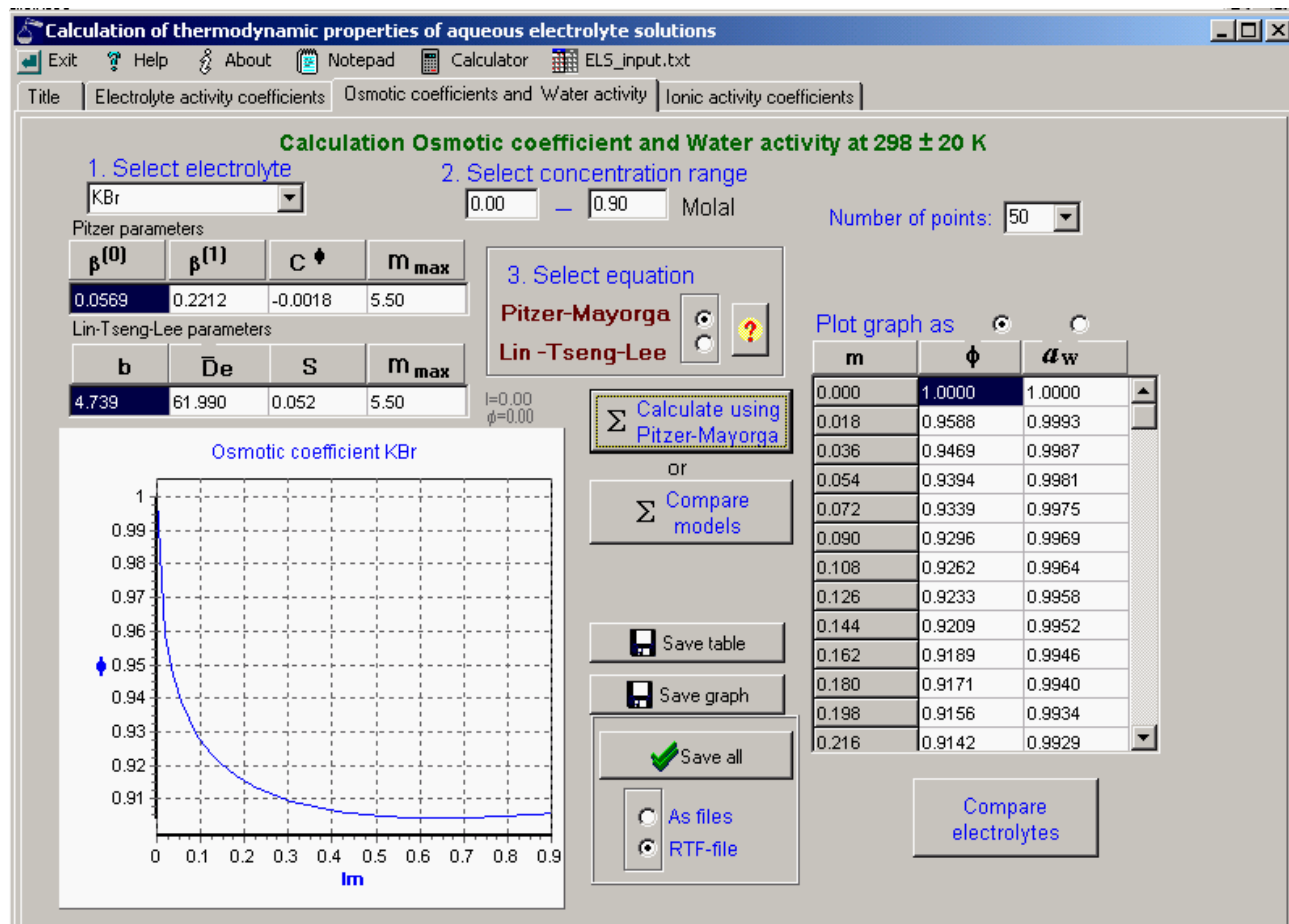 Calculation of thermodynamic properties of aqueous electrolyte solutions
Exit Help About Notepad Calculator ELS_input.txt
Title Electrolyte activity coefficients Osmotic coefficients and Water activity Ionic activity coefficients
Calculation Osmotic coefficient and Water activity at 298 ± 20 K
1. Select electrolyte
KBr
2. Select concentration range
0.00 – 0.90 Molal
Number of points: 50
Pitzer parameters
β(0) β(1) C ϕ m max
0.0569 0.2212 -0.0018 5.50
Lin-Tseng-Lee parameters
b D̅e S m max
4.739 61.990 0.052 5.50
3. Select equation
Pitzer-Mayorga
Lin -Tseng-Lee
?
I=0.00
φ=0.00
Σ Calculate using
Pitzer-Mayorga
or
Σ Compare
models
Save table
Save graph
Save all
As files
RTF-file
Plot graph as
m ϕ aw
0.000 1.0000 1.0000
0.018 0.9588 0.9993
0.036 0.9469 0.9987
0.054 0.9394 0.9981
0.072 0.9339 0.9975
0.090 0.9296 0.9969
0.108 0.9262 0.9964
0.126 0.9233 0.9958
0.144 0.9209 0.9952
0.162 0.9189 0.9946
0.180 0.9171 0.9940
0.198 0.9156 0.9934
0.216 0.9142 0.9929
Compare
electrolytes
Osmotic coefficient KBr
1
0.99
0.98
0.97
0.96
ϕ 0.95
0.94
0.93
0.92
0.91
0 0.1 0.2 0.3 0.4 0.5 0.6 0.7 0.8 0.9
Im